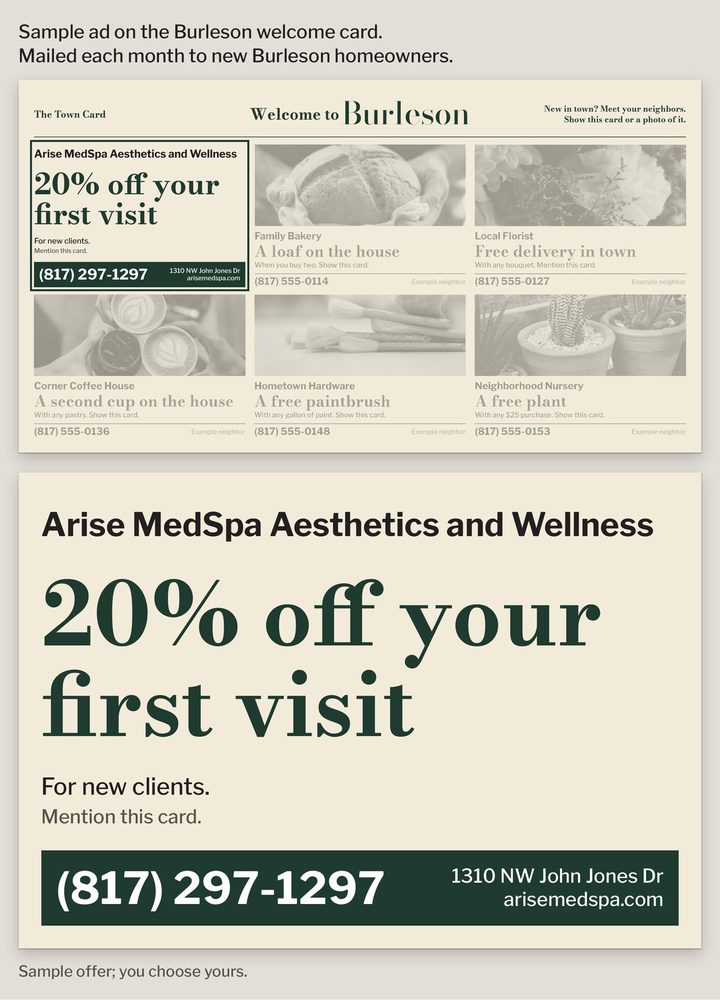 Sample ad on the Burleson welcome card.
Mailed each month to new Burleson homeowners.
The Town Card
Welcome to Burleson
New in town? Meet your neighbors.
Show this card or a photo of it.
Arise MedSpa Aesthetics and Wellness
20% off your
first visit
For new clients.
Mention this card.
(817) 297-1297
1310 NW John Jones Dr
arisemedspa.com
Family Bakery
A loaf on the house
When you buy two. Show this card.
(817) 555-0114
Example neighbor
Local Florist
Free delivery in town
With any bouquet. Mention this card.
(817) 555-0127
Example neighbor
Corner Coffee House
A second cup on the house
With any pastry. Show this card.
(817) 555-0136
Example neighbor
Hometown Hardware
A free paintbrush
With any gallon of paint. Show this card.
(817) 555-0148
Example neighbor
Neighborhood Nursery
A free plant
With any $25 purchase. Show this card.
(817) 555-0153
Example neighbor
Arise MedSpa Aesthetics and Wellness
20% off your
first visit
For new clients.
Mention this card.
(817) 297-1297
1310 NW John Jones Dr
arisemedspa.com
Sample offer; you choose yours.